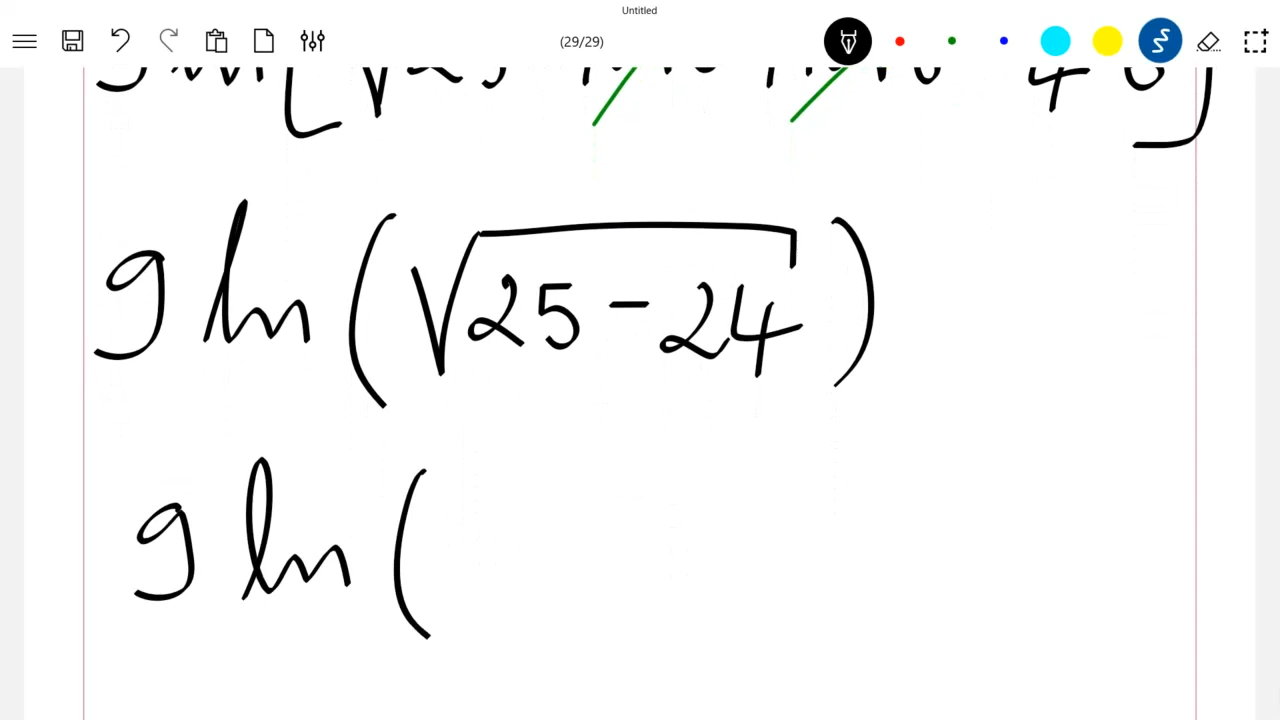 Untitled
(29/29)
9 ln (√25 - 24)
9 ln (